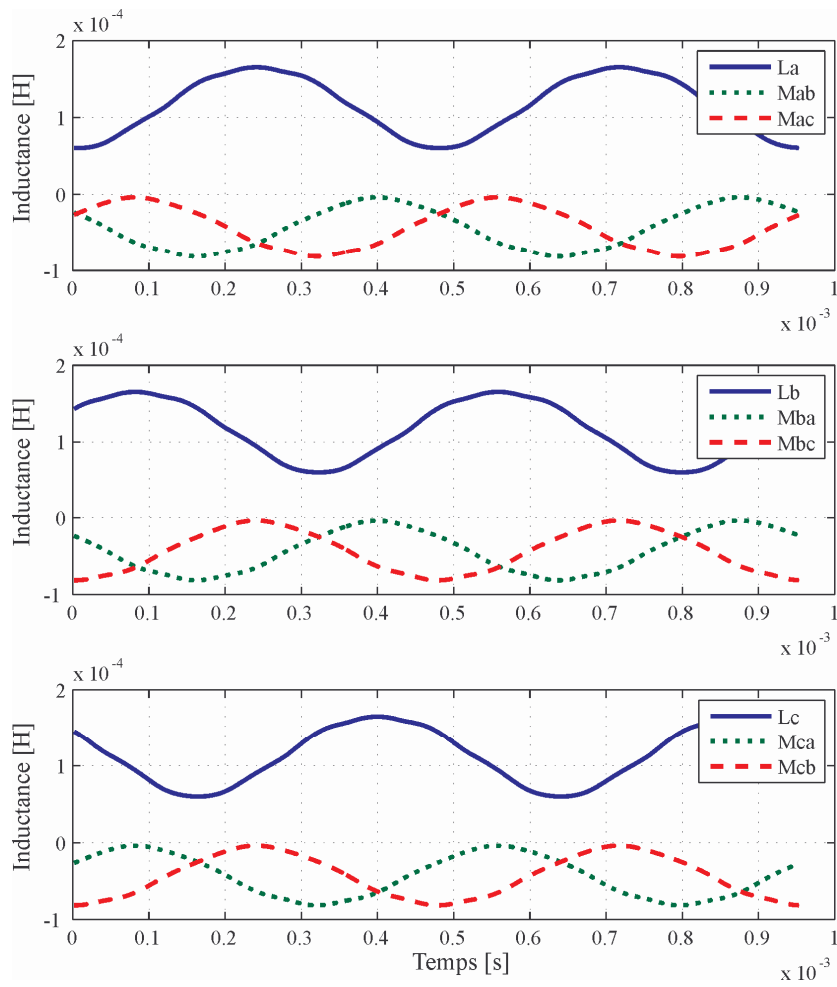 x 10-4
2
1
0
-1
Inductance [H]
La
Mab
Mac
0 0.1 0.2 0.3 0.4 0.5 0.6 0.7 0.8 0.9 1
x 10-3
x 10-4
2
1
0
-1
Inductance [H]
Lb
Mba
Mbc
0 0.1 0.2 0.3 0.4 0.5 0.6 0.7 0.8 0.9 1
x 10-3
x 10-4
2
1
0
-1
Inductance [H]
Lc
Mca
Mcb
0 0.1 0.2 0.3 0.4 0.5 0.6 0.7 0.8 0.9 1
Temps [s]
x 10-3